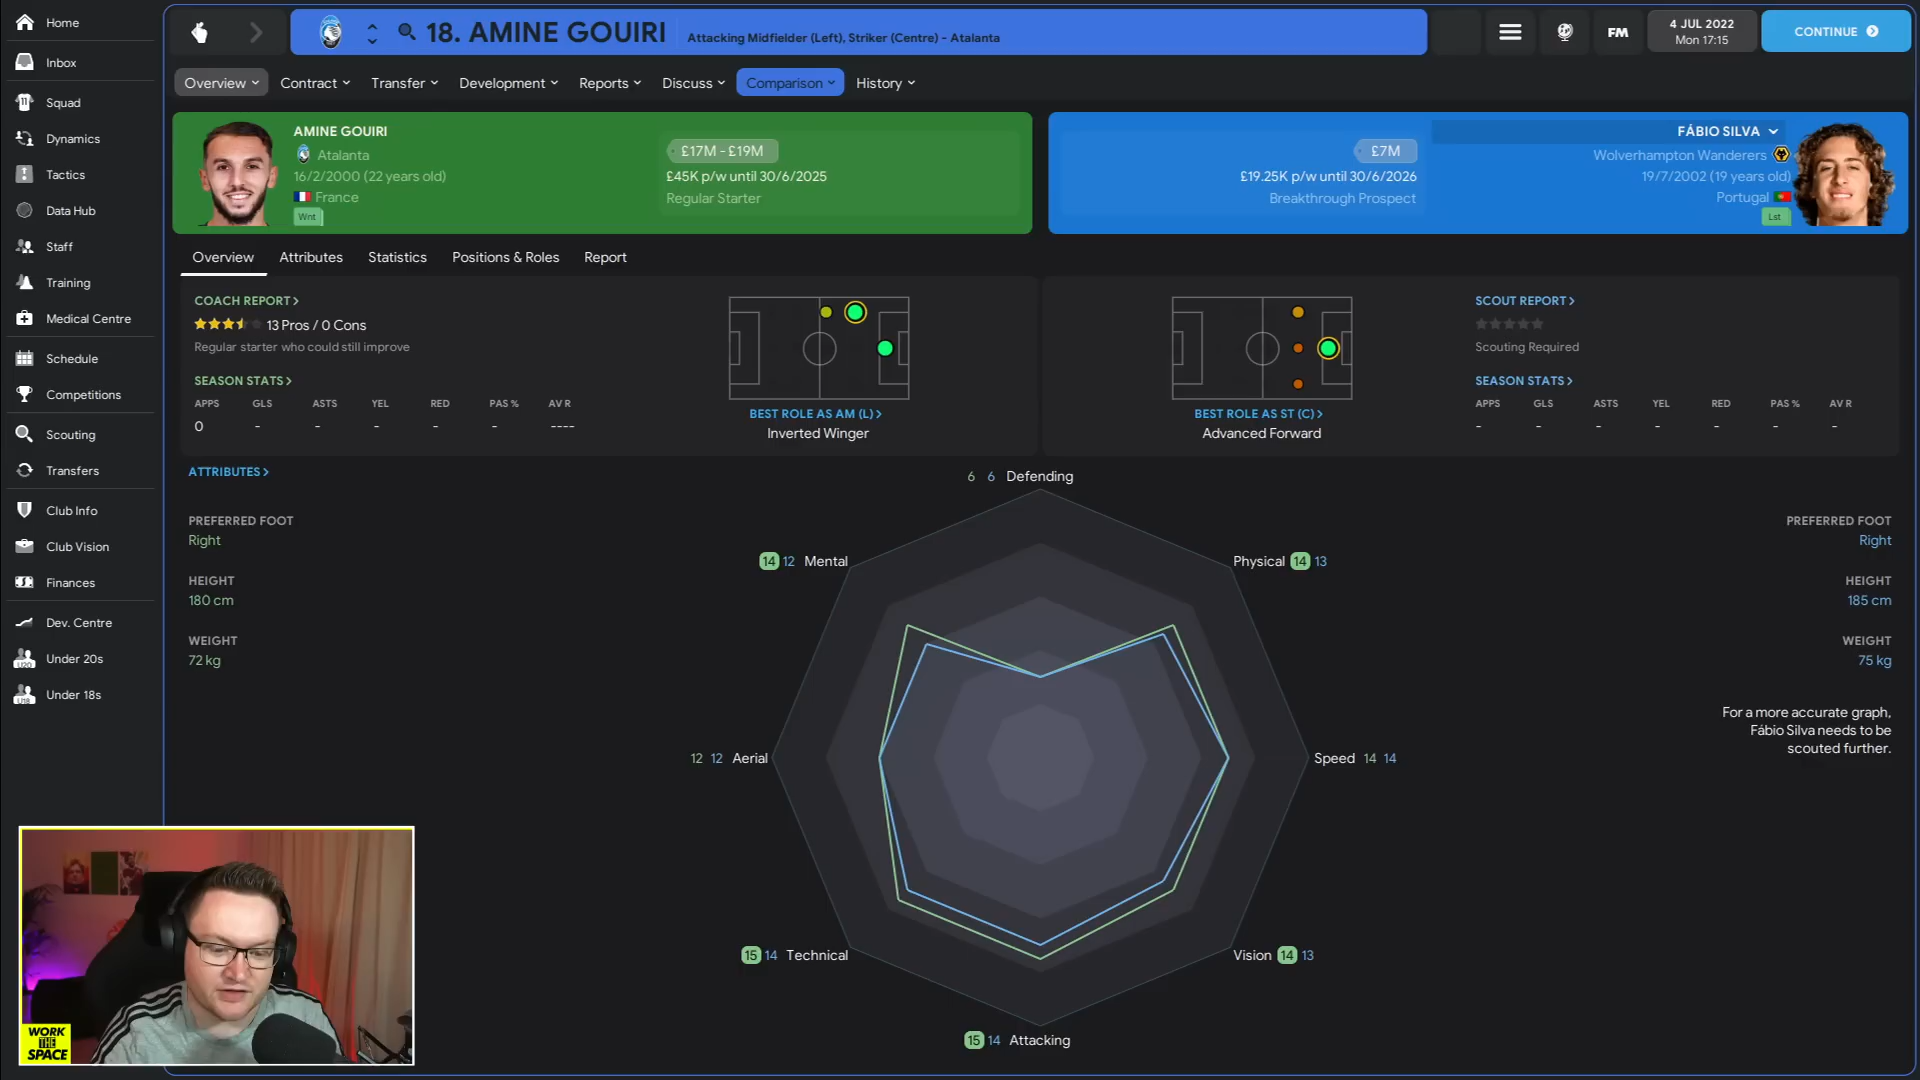 Home
Inbox
Squad
Dynamics
Tactics
Data Hub
Staff
Training
Medical Centre
Schedule
Competitions
Scouting
Transfers
Club Info
Club Vision
Finances
Dev. Centre
Under 20s
Under 18s
18. AMINE GOUIRI
Attacking Midfielder (Left), Striker (Centre) - Atalanta
FM
4 JUL 2022
Mon 17:15
CONTINUE
Overview Contract Transfer Development Reports Discuss Comparison History
AMINE GOUIRI
Atalanta
16/2/2000 (22 years old)
France
Wnt
£17M - £19M
£45K p/w until 30/6/2025
Regular Starter
£7M
£19.25K p/w until 30/6/2026
Breakthrough Prospect
FÁBIO SILVA
Wolverhampton Wanderers
19/7/2002 (19 years old)
Portugal
Lst
Overview Attributes Statistics Positions & Roles Report
COACH REPORT
13 Pros / 0 Cons
Regular starter who could still improve
SEASON STATS
APPS GLS ASTS YEL RED PAS % AV R
0 - - - - - ----
BEST ROLE AS AM (L)
Inverted Winger
BEST ROLE AS ST (C)
Advanced Forward
SCOUT REPORT
Scouting Required
SEASON STATS
APPS GLS ASTS YEL RED PAS % AV R
- - - - - - -
ATTRIBUTES
PREFERRED FOOT
Right
HEIGHT
180 cm
WEIGHT
72 kg
6 6 Defending
14 12 Mental
Physical 14 13
12 12 Aerial
Speed 14 14
15 14 Technical
Vision 14 13
15 14 Attacking
PREFERRED FOOT
Right
HEIGHT
185 cm
WEIGHT
75 kg
For a more accurate graph,
Fábio Silva needs to be
scouted further.
WORK
THE
SPACE